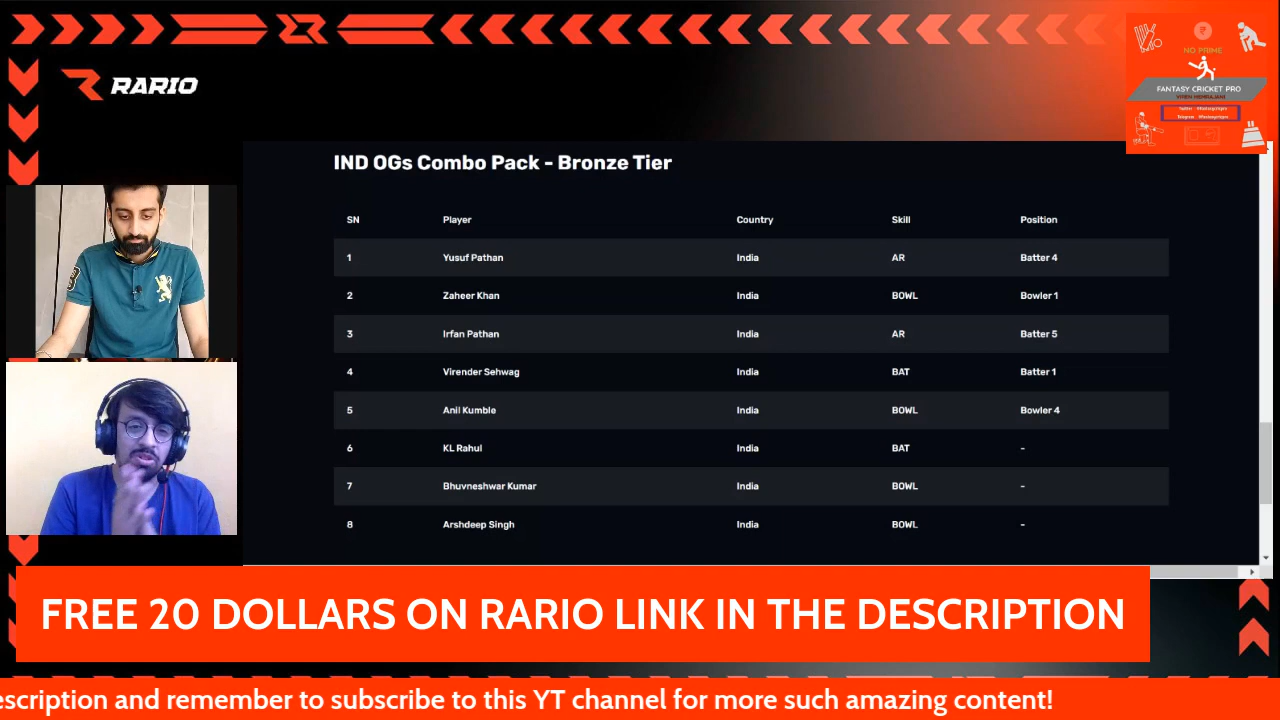 RARIO
NO PRIME
FANTASY CRICKET PRO
IND OGs Combo Pack - Bronze Tier
SN Player Country Skill Position
1 Yusuf Pathan India AR Batter 4
2 Zaheer Khan India BOWL Bowler 1
3 Irfan Pathan India AR Batter 5
4 Virender Sehwag India BAT Batter 1
5 Anil Kumble India BOWL Bowler 4
6 KL Rahul India BAT -
7 Bhuvneshwar Kumar India BOWL -
8 Arshdeep Singh India BOWL -
FREE 20 DOLLARS ON RARIO LINK IN THE DESCRIPTION
escription and remember to subscribe to this YT channel for more such amazing content!